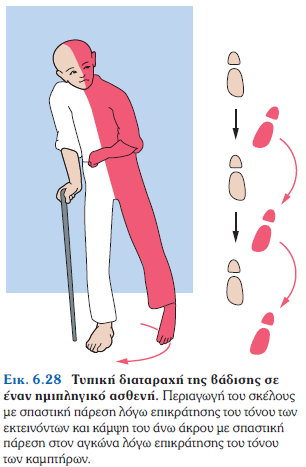 Εικ. 6.28 Τυπική διαταραχή της βάδισης σε
έναν ημιπληγικό ασθενή. Περιαγωγή του σκέλους
με σπαστική πάρεση λόγω επικράτησης του τόνου των
εκτεινόντων και κάμψη του άνω άκρου με σπαστική
πάρεση στον αγκώνα λόγω επικράτησης του τόνου
των καμπτήρων.